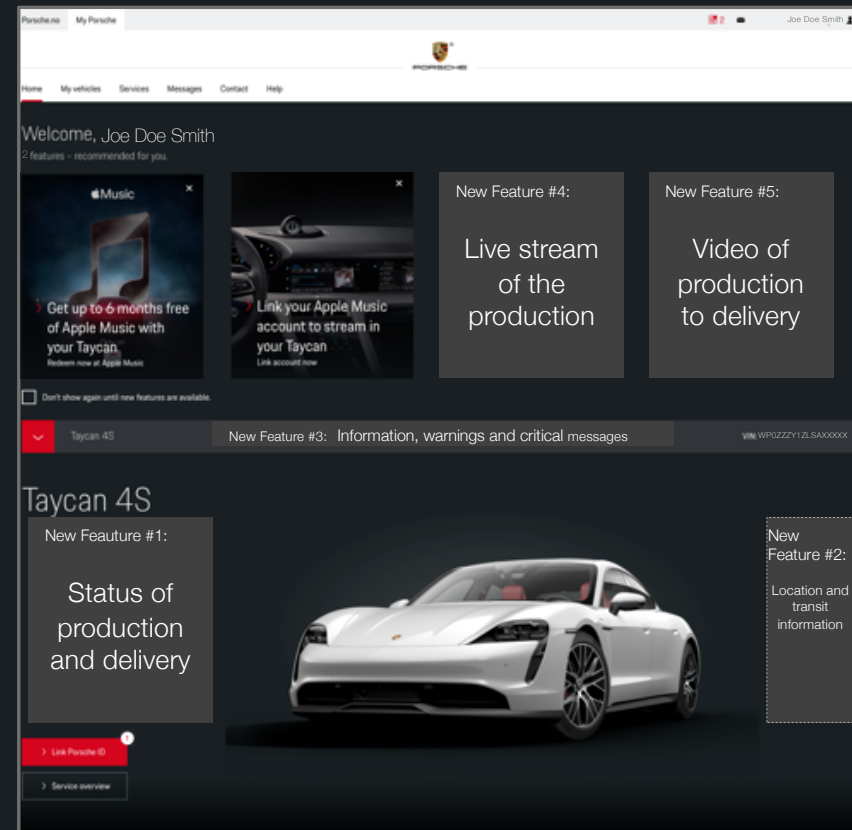 Porsche.no My Porsche 2 Joe Doe Smith
PORSCHE
Home My vehicles Services Messages Contact Help
Welcome, Joe Doe Smith
2 features - recommended for you.
Music
Get up to 6 months free
of Apple Music with
your Taycan
Redeem now at Apple Music
Link your Apple Music
account to stream in
your Taycan
Link account now
New Feature #4:
Live stream
of the
production
New Feature #5:
Video of
production
to delivery
Don't show again until new features are available.
Taycan 4S New Feature #3: Information, warnings and critical messages VIN: WP0ZZZY1ZLSAXXXXX
Taycan 4S
New Feauture #1:
Status of
production
and delivery
New
Feature #2:
Location and
transit
information
Link Porsche ID
!
Service overview